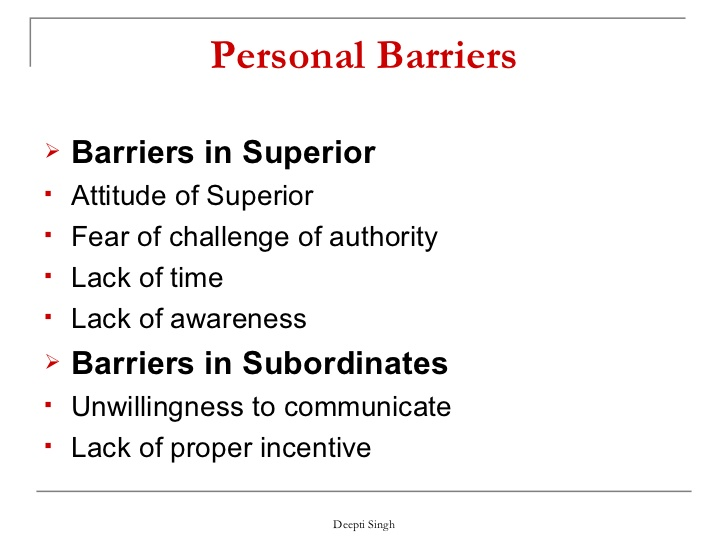 Personal Barriers
Barriers in Superior
Attitude of Superior
Fear of challenge of authority
Lack of time
Lack of awareness
Barriers in Subordinates
Unwillingness to communicate
Lack of proper incentive
Deepti Singh